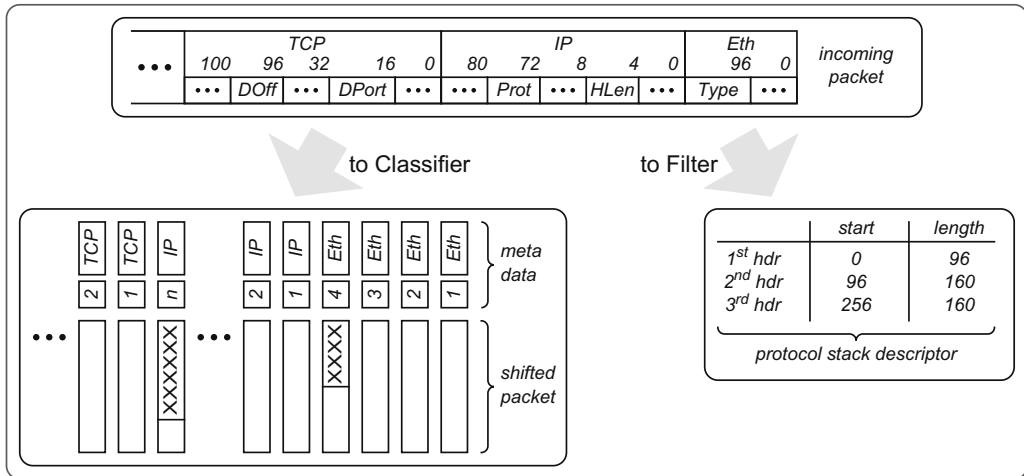 TCP IP Eth
100 96 32 16 0 80 72 8 4 0 96 0
••• ••• DOff ••• DPort ••• ••• Prot ••• HLen ••• Type •••
incoming
packet
to Classifier
to Filter
TCP TCP IP IP IP Eth Eth Eth Eth
2 1 n 2 1 4 3 2 1
meta
data
••• XXXXXX ••• XXXX
shifted
packet
start length
1st hdr 0 96
2nd hdr 96 160
3rd hdr 256 160
protocol stack descriptor